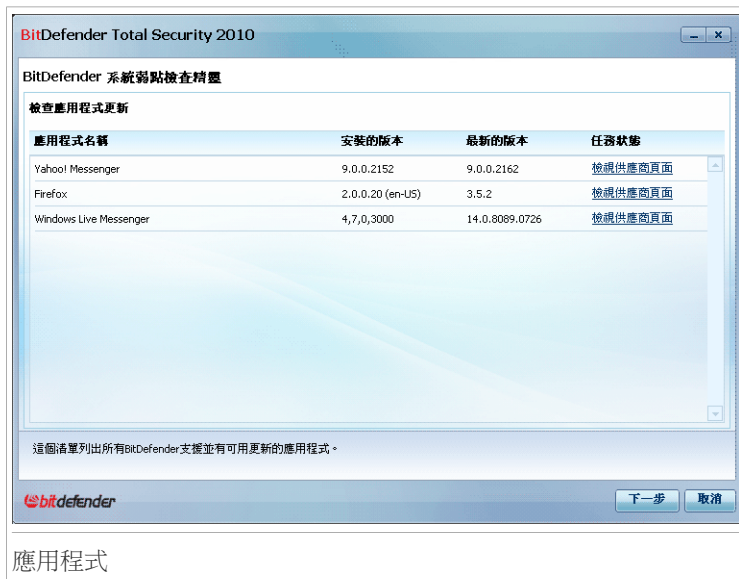 BitDefender Total Security 2010
BitDefender 系統弱點檢查精靈
檢查應用程式更新
應用程式名稱 安裝的版本 最新的版本 任務狀態
Yahoo! Messenger 9.0.0.2152 9.0.0.2162 檢視供應商頁面
Firefox 2.0.0.20 (en-US) 3.5.2 檢視供應商頁面
Windows Live Messenger 4,7,0,3000 14.0.8089.0726 檢視供應商頁面
這個清單列出所有BitDefender支援並有可用更新的應用程式。
bitdefender 下一步 取消
應用程式